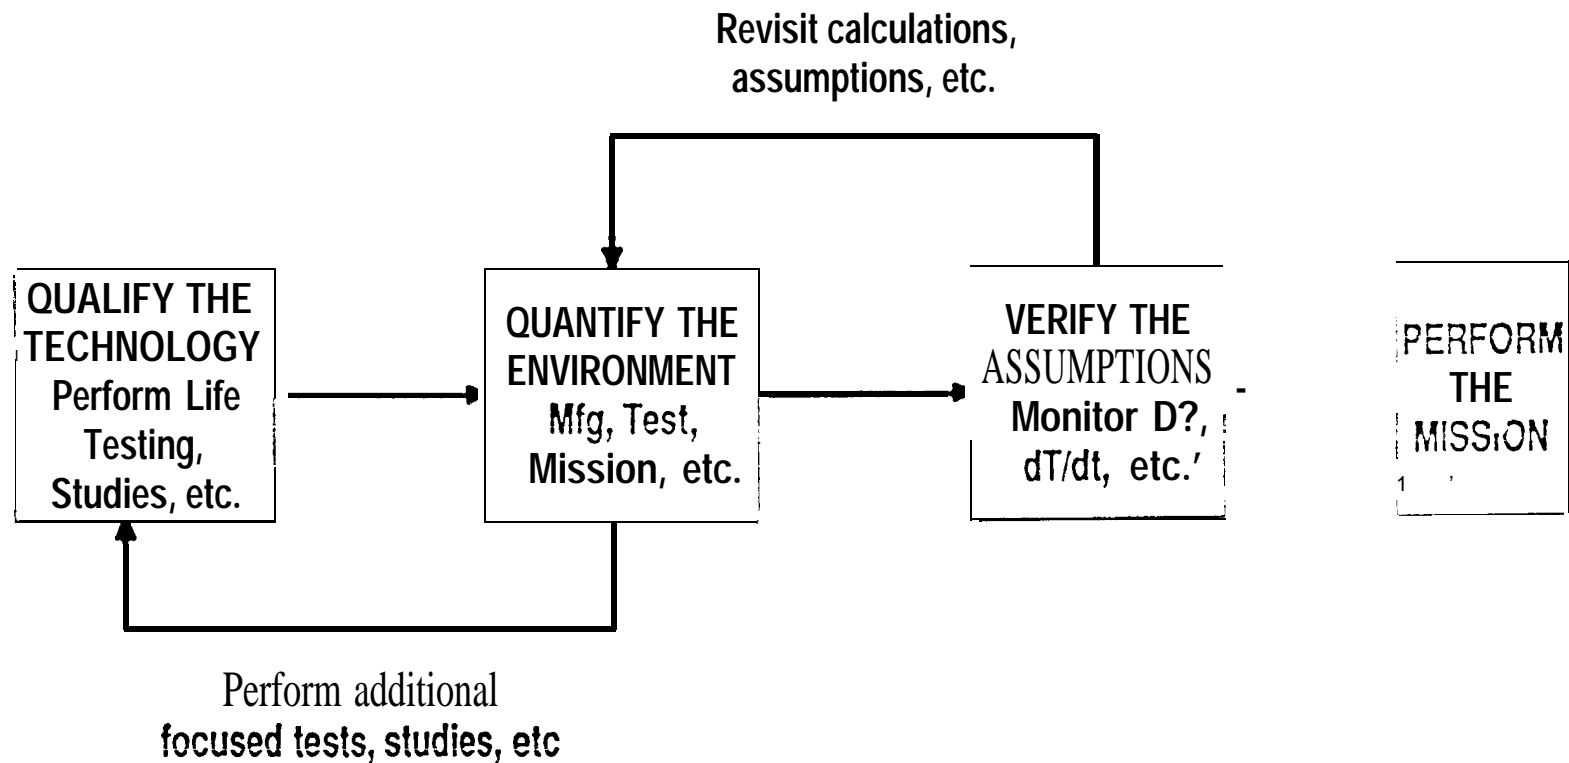 Revisit calculations,
assumptions, etc.
QUALIFY THE
TECHNOLOGY
Perform Life
Testing,
Studies, etc.
QUANTIFY THE
ENVIRONMENT
Mfg, Test,
Mission, etc.
VERIFY THE
ASSUMPTIONS
Monitor D?,
dT/dt, etc.'
PERFORM
THE
MISSION
Perform additional
focused tests, studies, etc